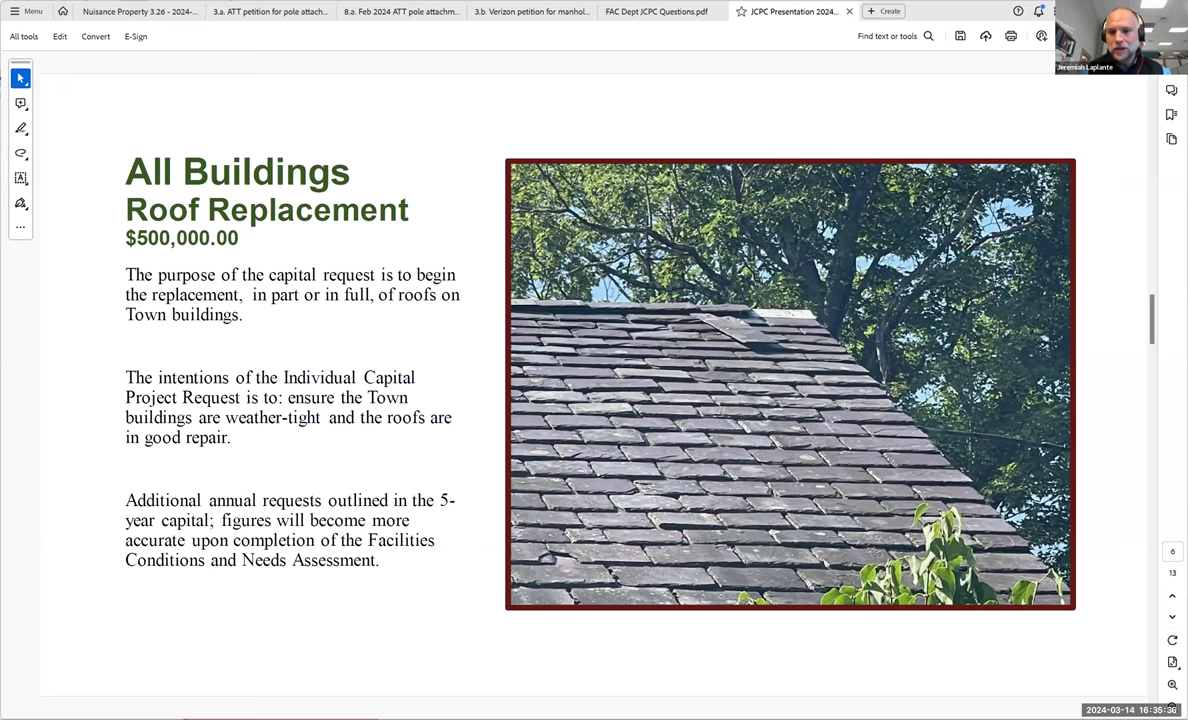 Menu
Nuisance Property 3.26 - 2024-...
3.a. ATT petition for pole attach...
8.a. Feb 2024 ATT pole attachm...
3.b. Verizon petition for manhol...
FAC Dept JCPC Questions.pdf
JCPC Presentation 2024...
Create
All tools
Edit
Convert
E-Sign
Find text or tools
Jeremiah Laplante
All Buildings
Roof Replacement
$500,000.00
The purpose of the capital request is to begin
the replacement, in part or in full, of roofs on
Town buildings.
The intentions of the Individual Capital
Project Request is to: ensure the Town
buildings are weather-tight and the roofs are
in good repair.
Additional annual requests outlined in the 5-
year capital; figures will become more
accurate upon completion of the Facilities
Conditions and Needs Assessment.
6
13
2024-03-14 16:35:36